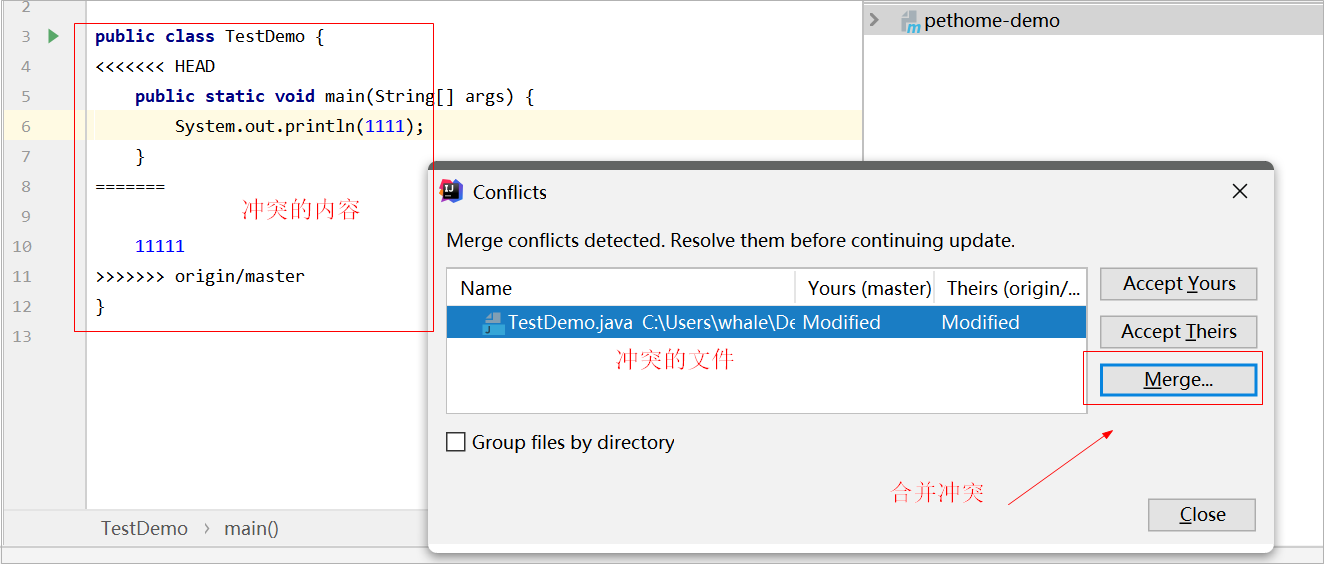 2
3 public class TestDemo {
4 <<<<<<< HEAD
5 public static void main(String[] args) {
6 System.out.println(1111);
7 }
8 =======
9
冲突的内容
10 11111
11 >>>>>>> origin/master
12 }
13
TestDemo › main()
pethome-demo
Conflicts
Merge conflicts detected. Resolve them before continuing update.
Name Yours (master) Theirs (origin/...
TestDemo.java C:\Users\whale\De Modified Modified
冲突的文件
Accept Yours
Accept Theirs
Merge...
Group files by directory
合并冲突
Close